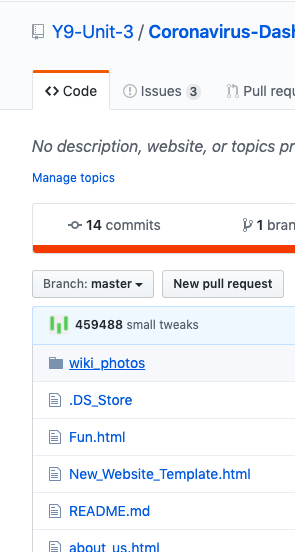 Y9-Unit-3 / Coronavirus-Dash
Code Issues 3 Pull requ
No description, website, or topics pr
Manage topics
14 commits 1 bran
Branch: master New pull request
459488 small tweaks
wiki_photos
.DS_Store
Fun.html
New_Website_Template.html
README.md
about_us.html